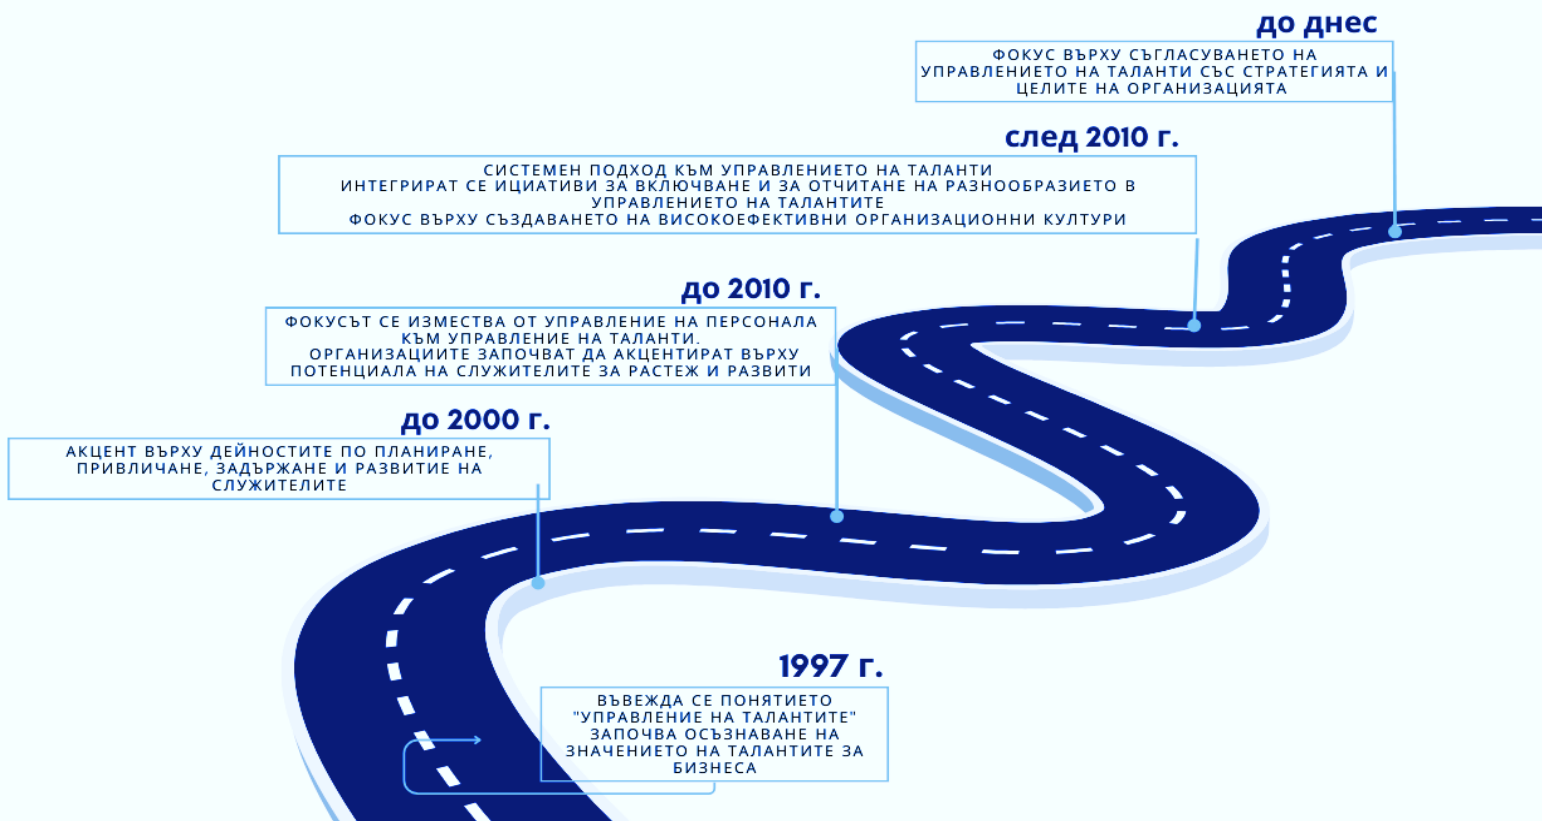 до днес
ФОКУС ВЪРХУ СЪГЛАСУВАНЕТО НА
УПРАВЛЕНИЕТО НА ТАЛАНТИ СЪС СТРАТЕГИЯТА И
ЦЕЛИТЕ НА ОРГАНИЗАЦИЯТА
след 2010 г.
СИСТЕМЕН ПОДХОД КЪМ УПРАВЛЕНИЕТО НА ТАЛАНТИ
ИНТЕГРИРАТ СЕ ИЦИАТИВИ ЗА ВКЛЮЧВАНЕ И ЗА ОТЧИТАНЕ НА РАЗНООБРАЗИЕТО В
УПРАВЛЕНИЕТО НА ТАЛАНТИТЕ
ФОКУС ВЪРХУ СЪЗДАВАНЕТО НА ВИСОКОЕФЕКТИВНИ ОРГАНИЗАЦИОННИ КУЛТУРИ
до 2010 г.
ФОКУСЪТ СЕ ИЗМЕСТВА ОТ УПРАВЛЕНИЕ НА ПЕРСОНАЛА
КЪМ УПРАВЛЕНИЕ НА ТАЛАНТИ.
ОРГАНИЗАЦИИТЕ ЗАПОЧВАТ ДА АКЦЕНТИРАТ ВЪРХУ
ПОТЕНЦИАЛА НА СЛУЖИТЕЛИТЕ ЗА РАСТЕЖ И РАЗВИТИ
до 2000 г.
АКЦЕНТ ВЪРХУ ДЕЙНОСТИТЕ ПО ПЛАНИРАНЕ,
ПРИВЛИЧАНЕ, ЗАДЪРЖАНЕ И РАЗВИТИЕ НА
СЛУЖИТЕЛИТЕ
1997 г.
ВЪВЕЖДА СЕ ПОНЯТИЕТО
"УПРАВЛЕНИЕ НА ТАЛАНТИТЕ"
ЗАПОЧВА ОСЪЗНАВАНЕ НА
ЗНАЧЕНИЕТО НА ТАЛАНТИТЕ ЗА
БИЗНЕСА